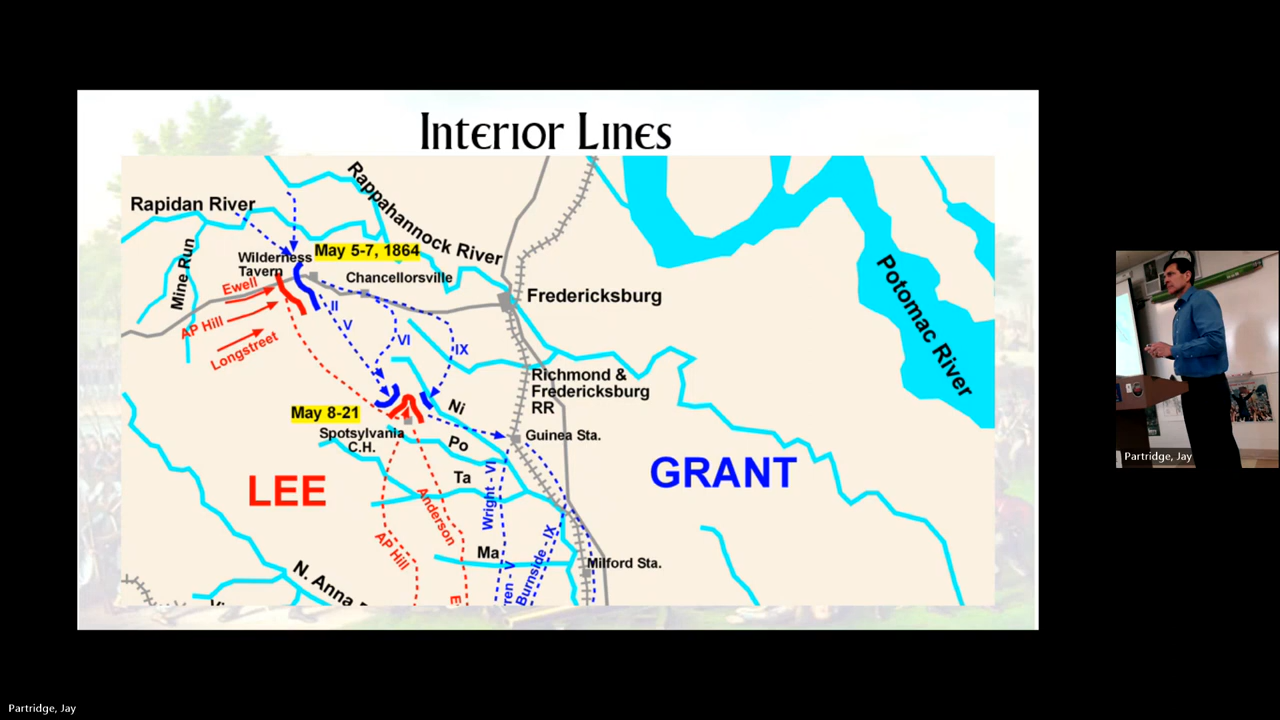 Interior Lines
Rappahannock River
Rapidan River
Mine Run
Wilderness
Tavern
May 5-7, 1864
Chancellorsville
Ewell
AP Hill
Longstreet
II
V
VI
IX
Fredericksburg
Potomac River
Richmond &
Fredericksburg
RR
May 8-21
Spotsylvania
C.H.
Ni
Po
Ta
Ma
Guinea Sta.
LEE
GRANT
Anderson
AP Hill
Wright - VI
Burnside - IX
Milford Sta.
N. Anna
Partridge, Jay
Partridge, Jay